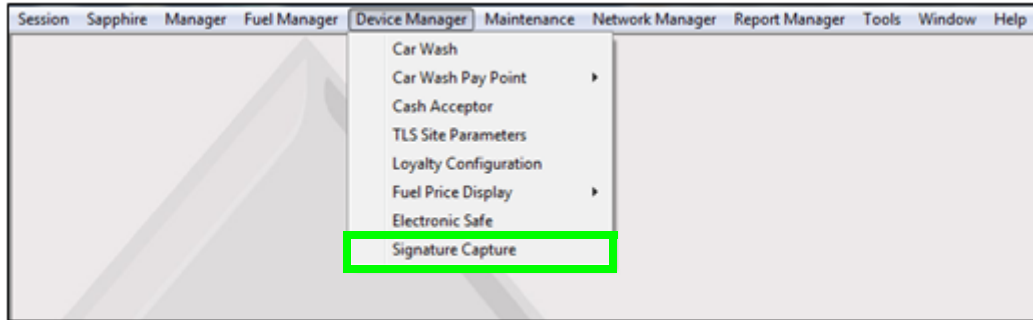 Session Sapphire Manager Fuel Manager Device Manager Maintenance Network Manager Report Manager Tools Window Help
Car Wash
Car Wash Pay Point
Cash Acceptor
TLS Site Parameters
Loyalty Configuration
Fuel Price Display
Electronic Safe
Signature Capture